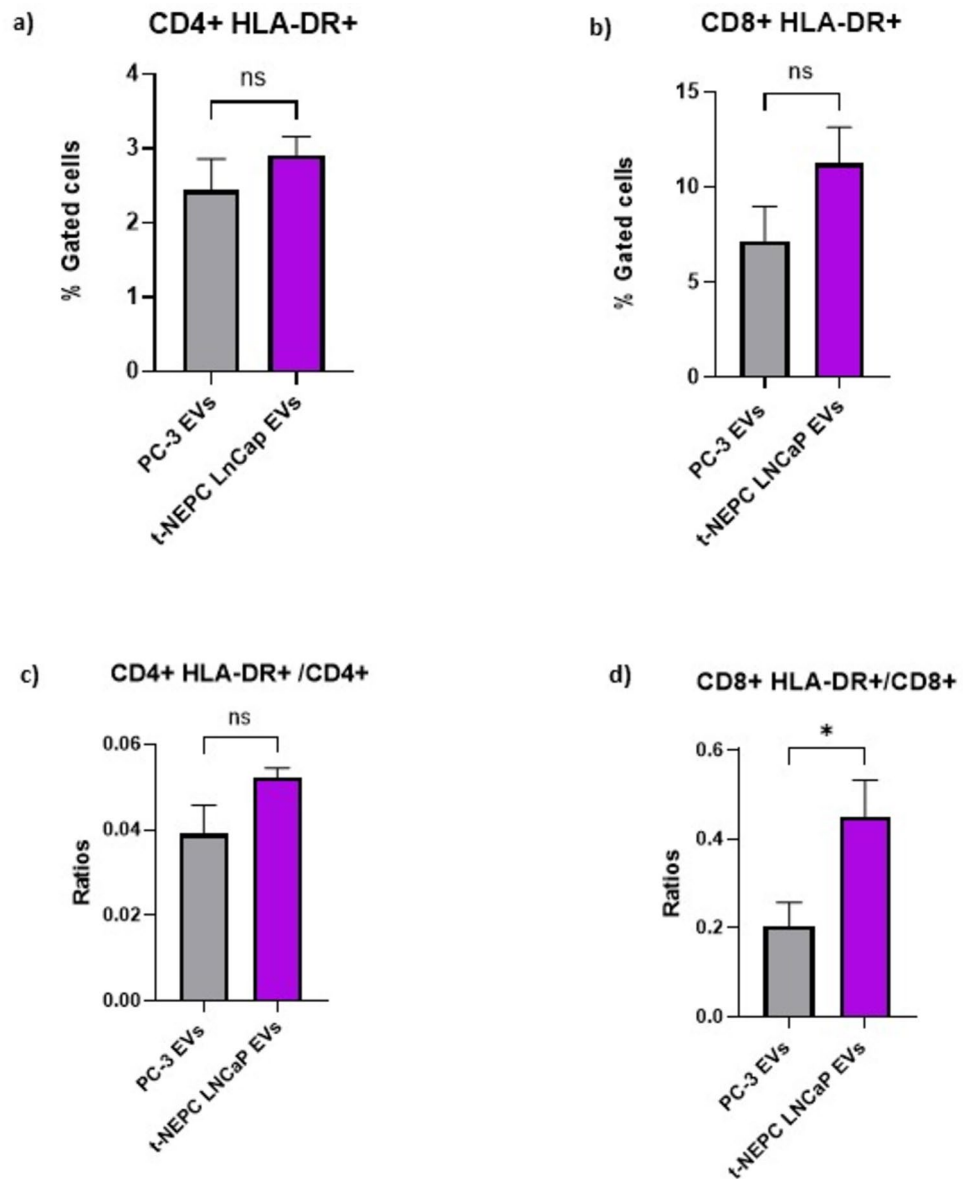 a)
CD4+ HLA-DR+
ns
4
3
2
1
0
% Gated cells
PC-3 EVs
t-NEPC LnCap EVs
b)
CD8+ HLA-DR+
ns
15
10
5
0
% Gated cells
PC-3 EVs
t-NEPC LNCaP EVs
c)
CD4+ HLA-DR+ /CD4+
ns
0.06
0.04
0.02
0.00
Ratios
PC-3 EVs
t-NEPC LNCaP EVs
d)
CD8+ HLA-DR+/CD8+
*
0.6
0.4
0.2
0.0
Ratios
PC-3 EVs
t-NEPC LNCaP EVs